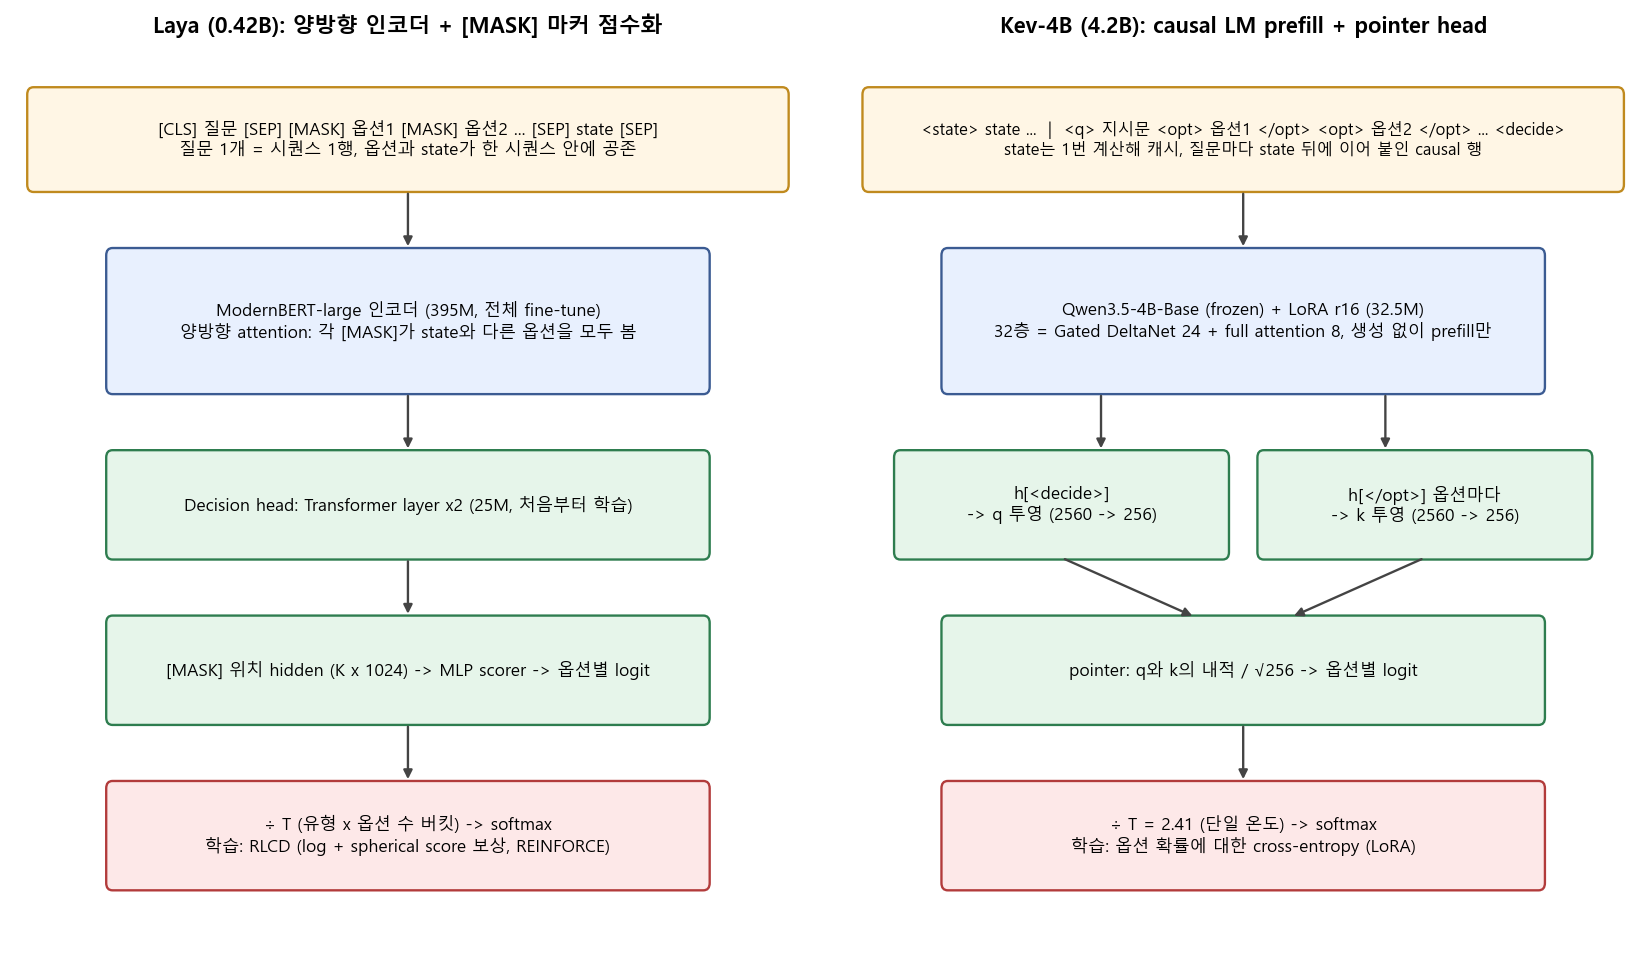 Laya (0.42B): 양방향 인코더 + [MASK] 마커 점수화
[CLS] 질문 [SEP] [MASK] 옵션1 [MASK] 옵션2 ... [SEP] state [SEP]
질문 1개 = 시퀀스 1행, 옵션과 state가 한 시퀀스 안에 공존
ModernBERT-large 인코더 (395M, 전체 fine-tune)
양방향 attention: 각 [MASK]가 state와 다른 옵션을 모두 봄
Decision head: Transformer layer x2 (25M, 처음부터 학습)
[MASK] 위치 hidden (K x 1024) -> MLP scorer -> 옵션별 logit
÷ T (유형 x 옵션 수 버킷) -> softmax
학습: RLCD (log + spherical score 보상, REINFORCE)
Kev-4B (4.2B): causal LM prefill + pointer head
<state> state ... | <q> 지시문 <opt> 옵션1 </opt> <opt> 옵션2 </opt> ... <decide>
state는 1번 계산해 캐시, 질문마다 state 뒤에 이어 붙인 causal 행
Qwen3.5-4B-Base (frozen) + LoRA r16 (32.5M)
32층 = Gated DeltaNet 24 + full attention 8, 생성 없이 prefill만
h[<decide>]
-> q 투영 (2560 -> 256)
h[</opt>] 옵션마다
-> k 투영 (2560 -> 256)
pointer: q와 k의 내적 / √256 -> 옵션별 logit
÷ T = 2.41 (단일 온도) -> softmax
학습: 옵션 확률에 대한 cross-entropy (LoRA)